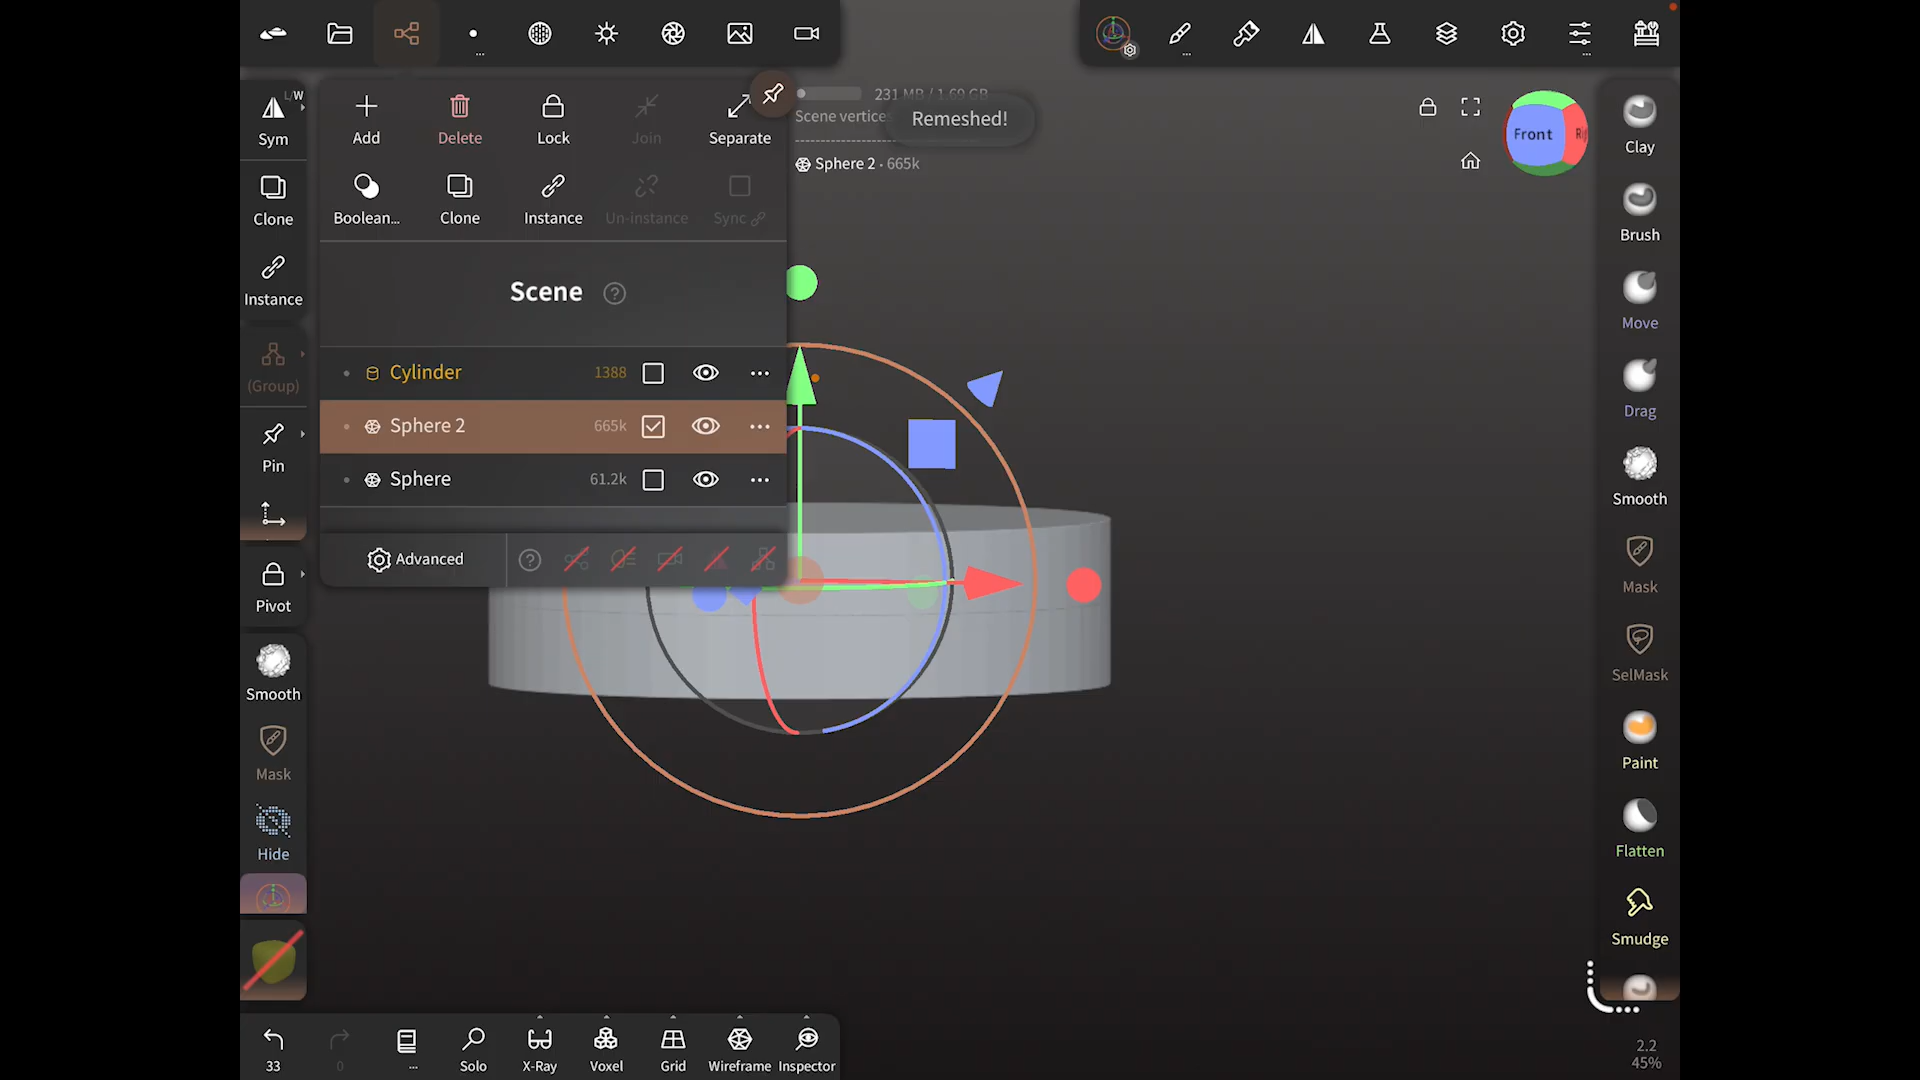 L/W
Sym
Clone
Instance
(Group)
Pin
Pivot
Smooth
Mask
Hide
Add
Delete
Lock
Join
Separate
Boolean...
Clone
Instance
Un-instance
Sync
Scene ?
Cylinder 1388
Sphere 2 665k
Sphere 61.2k
Advanced ?
231 MB / 1.69 GB
Scene vertice
Remeshed!
Sphere 2 • 665k
Front
Clay
Brush
Move
Drag
Smooth
Mask
SelMask
Paint
Flatten
Smudge
33
0
...
Solo
X-Ray
Voxel
Grid
Wireframe
Inspector
2.2
45%